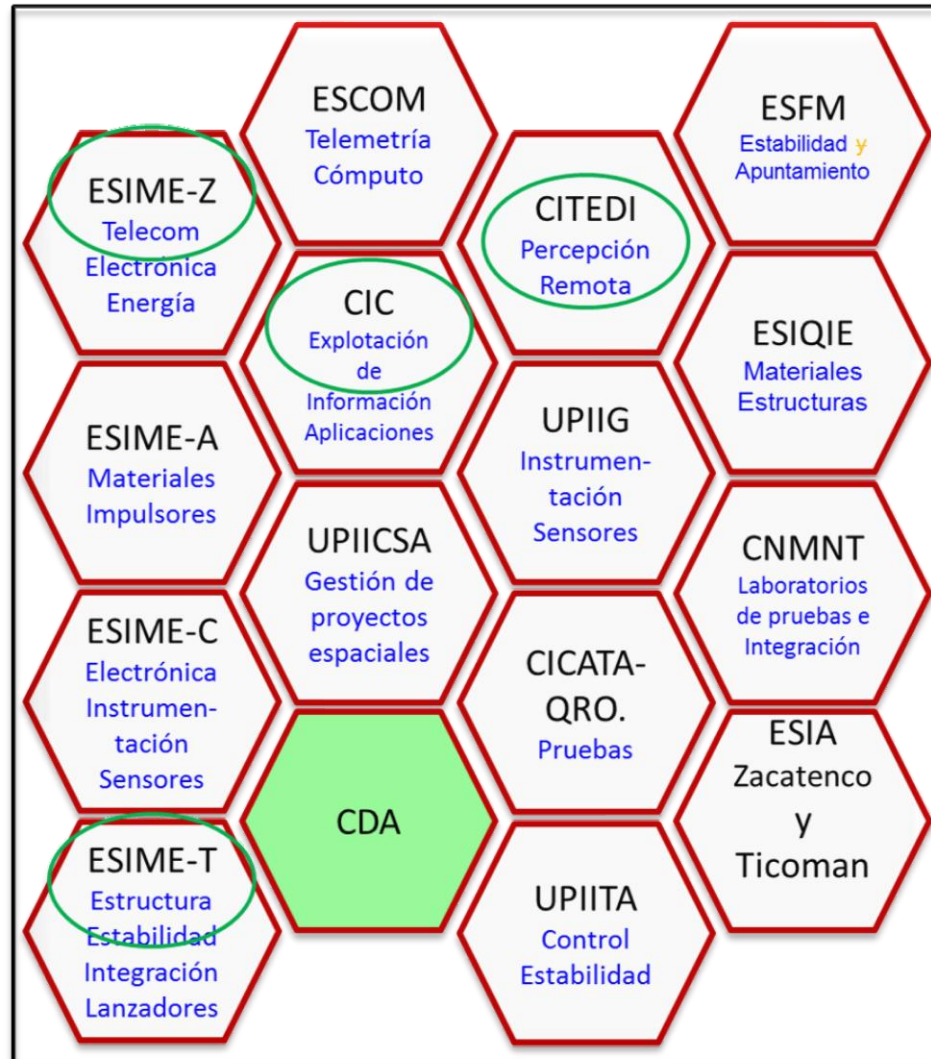 ESIME-Z
Telecom
Electrónica
Energía
ESIME-A
Materiales
Impulsores
ESIME-C
Electrónica
Instrumen-
tación
Sensores
ESIME-T
Estructura
Estabilidad
Integración
Lanzadores
ESCOM
Telemetría
Cómputo
CIC
Explotación
de
Información
Aplicaciones
UPIICSA
Gestión de
proyectos
espaciales
CDA
CITEDI
Percepción
Remota
UPIIG
Instrumen-
tación
Sensores
CICATA-
QRO.
Pruebas
UPIITA
Control
Estabilidad
ESFM
Estabilidad y
Apuntamiento
ESIQIE
Materiales
Estructuras
CNMNT
Laboratorios
de pruebas e
Integración
ESIA
Zacatenco
y
Ticoman